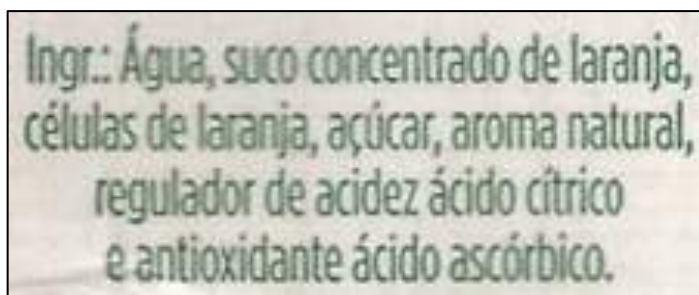 Ingr.: Água, suco concentrado de laranja,
células de laranja, açúcar, aroma natural,
regulador de acidez ácido cítrico
e antioxidante ácido ascórbico.